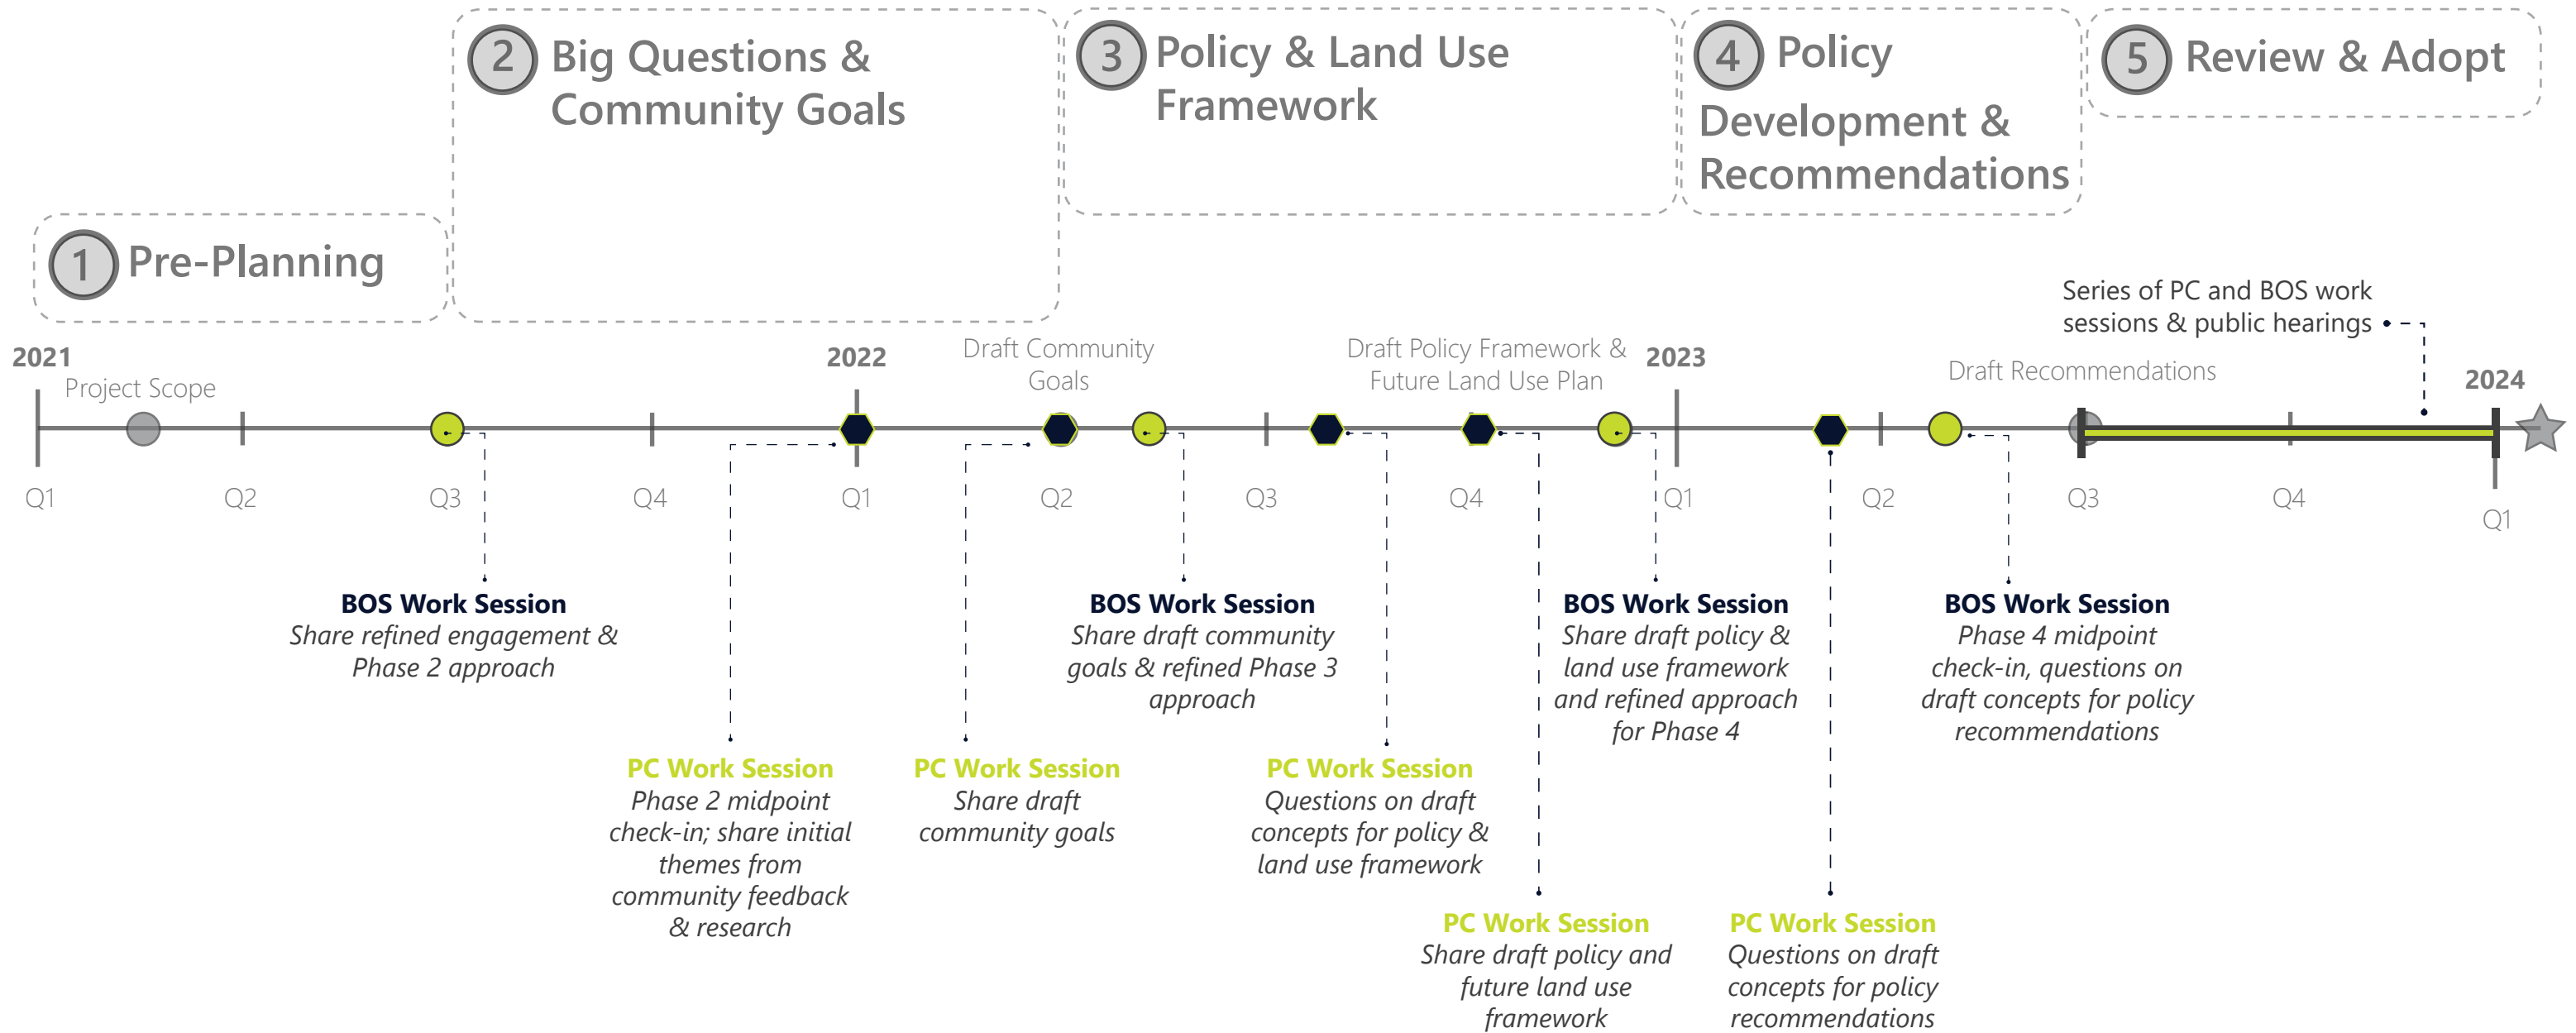 2
Big Questions &
Community Goals
3
Policy & Land Use
Framework
4
Policy
Development &
Recommendations
5
Review & Adopt
1
Pre-Planning
Series of PC and BOS work
sessions & public hearings
2021
Project Scope
2022
Draft Community
Goals
Draft Policy Framework &
Future Land Use Plan
2023
Draft Recommendations
2024
Q1
Q2
Q3
Q4
Q1
Q2
Q3
Q4
Q1
Q2
Q3
Q4
Q1
BOS Work Session
Share refined engagement &
Phase 2 approach
BOS Work Session
Share draft community
goals & refined Phase 3
approach
BOS Work Session
Share draft policy &
land use framework
and refined approach
for Phase 4
BOS Work Session
Phase 4 midpoint
check-in, questions on
draft concepts for policy
recommendations
PC Work Session
Phase 2 midpoint
check-in; share initial
themes from
community feedback
& research
PC Work Session
Share draft
community goals
PC Work Session
Questions on draft
concepts for policy &
land use framework
PC Work Session
Share draft policy and
future land use
framework
PC Work Session
Questions on draft
concepts for policy
recommendations